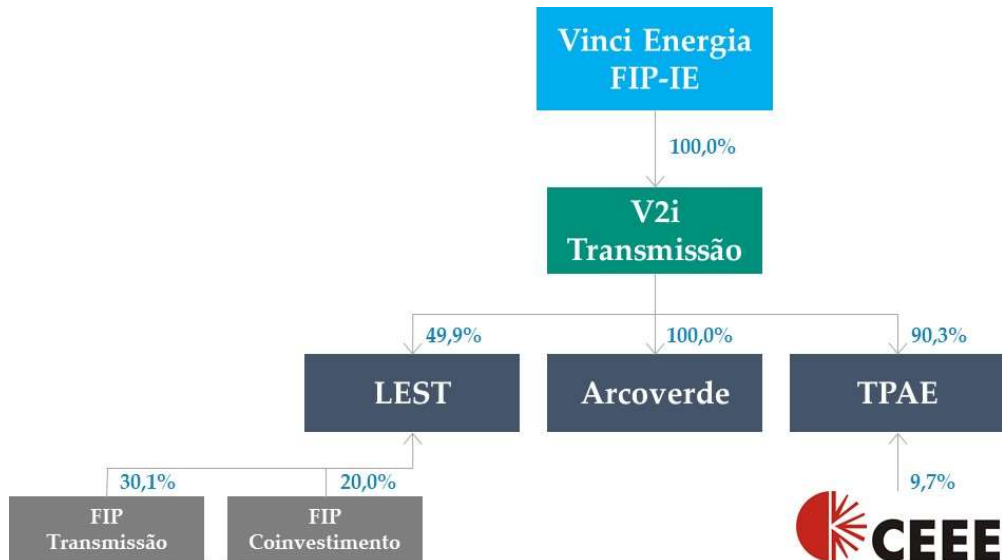 Vinci Energia
FIP-IE
100,0%
V2i
Transmissão
49,9%
100,0%
90,3%
LEST
Arcoverde
TPAE
30,1%
20,0%
9,7%
FIP
Transmissão
FIP
Coinvestimento
CEEE